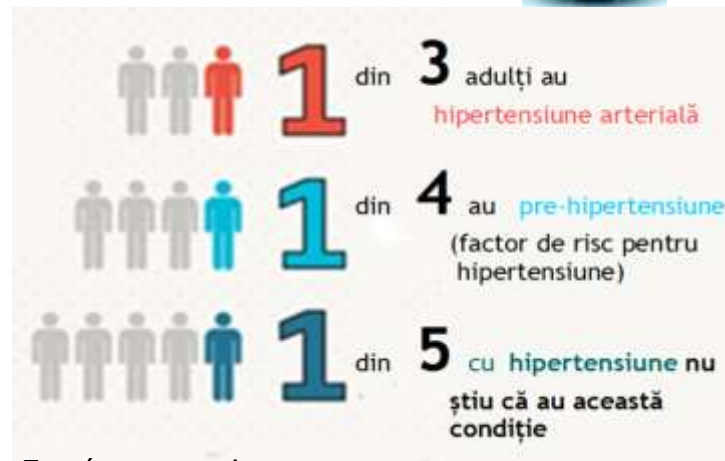 1 din 3 adulți au
hipertensiune arterială
1 din 4 au pre-hipertensiune
(factor de risc pentru
hipertensiune)
1 din 5 cu hipertensiune nu
știu că au această
condiție